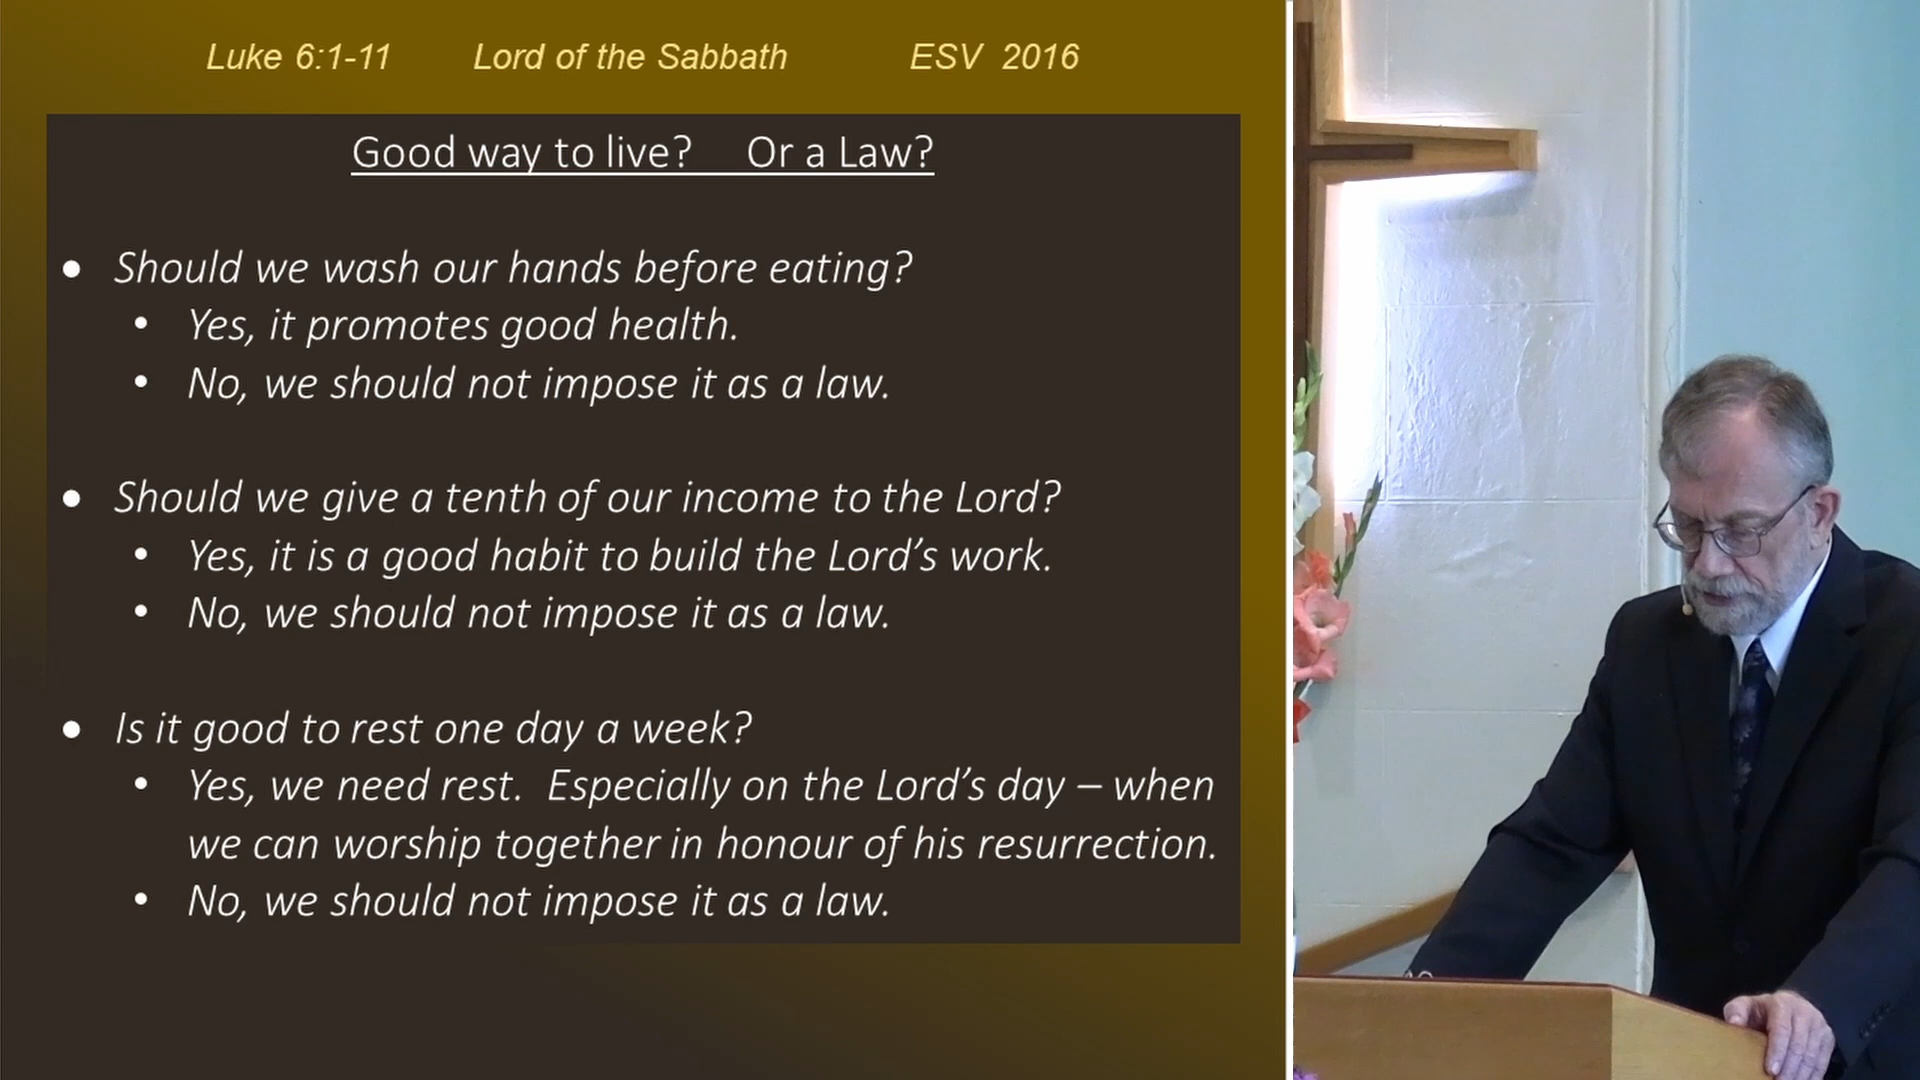 Luke 6:1-11 Lord of the Sabbath ESV 2016
Good way to live? Or a Law?
• Should we wash our hands before eating?
• Yes, it promotes good health.
• No, we should not impose it as a law.
• Should we give a tenth of our income to the Lord?
• Yes, it is a good habit to build the Lord’s work.
• No, we should not impose it as a law.
• Is it good to rest one day a week?
• Yes, we need rest. Especially on the Lord’s day – when
we can worship together in honour of his resurrection.
• No, we should not impose it as a law.